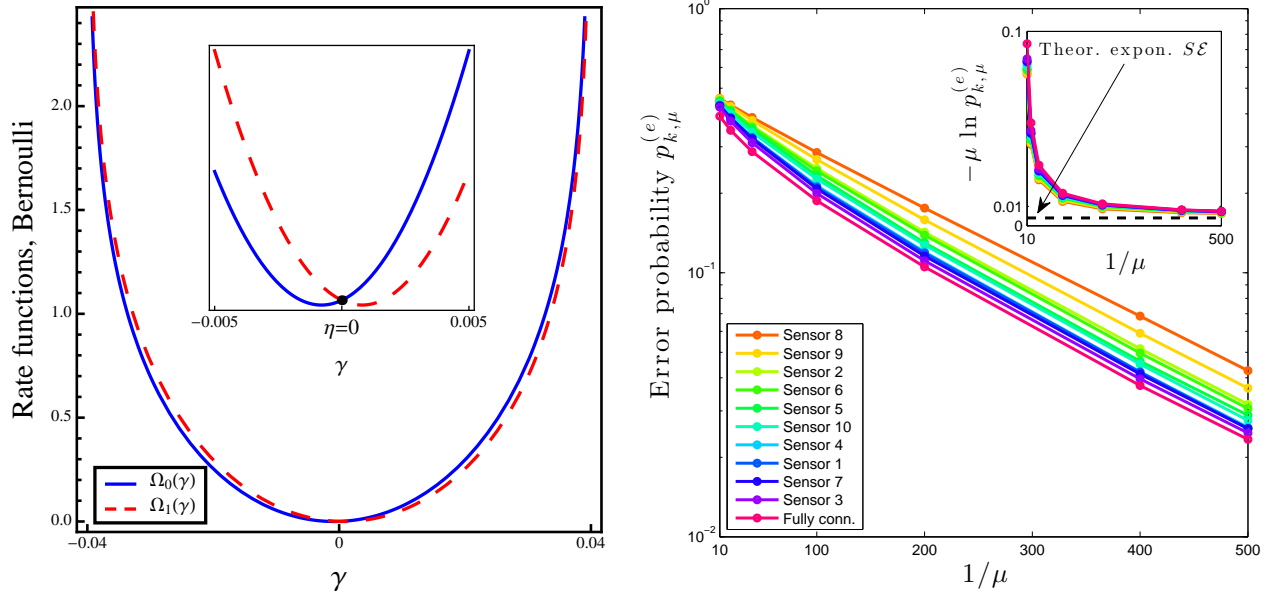 Rate functions, Bernoulli
2.0
1.5
1.0
0.5
0.0
−0.04
0
0.04
γ
Ω₀(γ)
Ω₁(γ)
−0.005
η=0
0.005
γ
Error probability p_{k,μ}^{(e)}
10⁰
10⁻¹
10⁻²
10
100
200
300
400
500
1/μ
Sensor 8
Sensor 9
Sensor 2
Sensor 6
Sensor 5
Sensor 10
Sensor 4
Sensor 1
Sensor 7
Sensor 3
Fully conn.
− μ ln p_{k,μ}^{(e)}
0.1
0.01
0
Theor. expon. Sℰ
10
500
1/μ